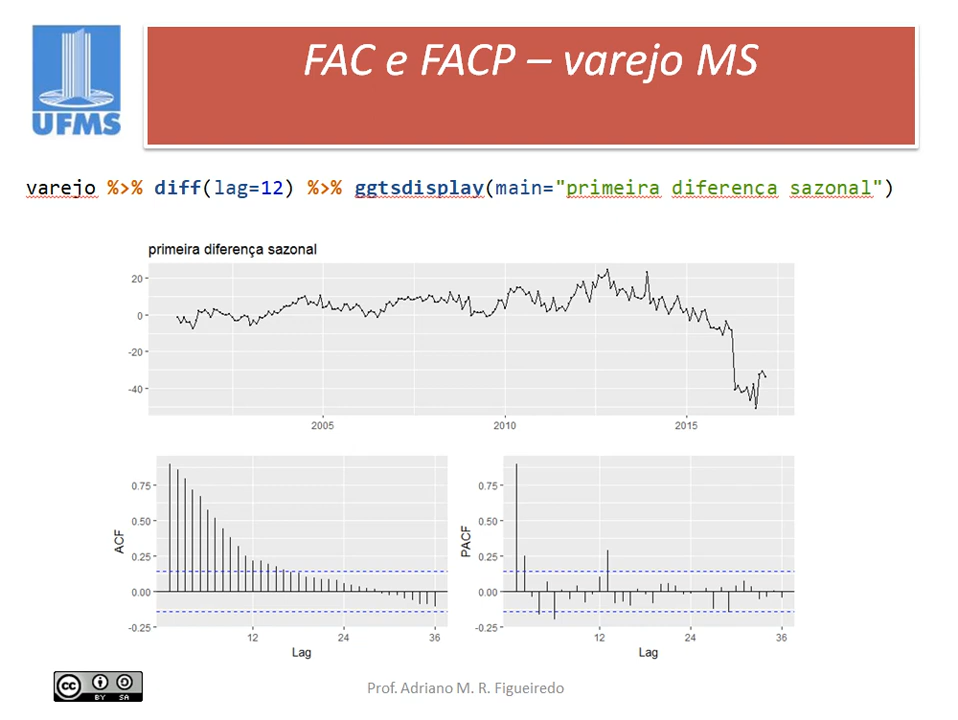 UFMS
FAC e FACP – varejo MS
varejo %>% diff(lag=12) %>% ggtsdisplay(main="primeira diferença sazonal")
primeira diferença sazonal
20
0
-20
-40
2005 2010 2015
ACF
0.75
0.50
0.25
0.00
-0.25
12 24 36
Lag
PACF
0.75
0.50
0.25
0.00
-0.25
12 24 36
Lag
cc BY SA
Prof. Adriano M. R. Figueiredo